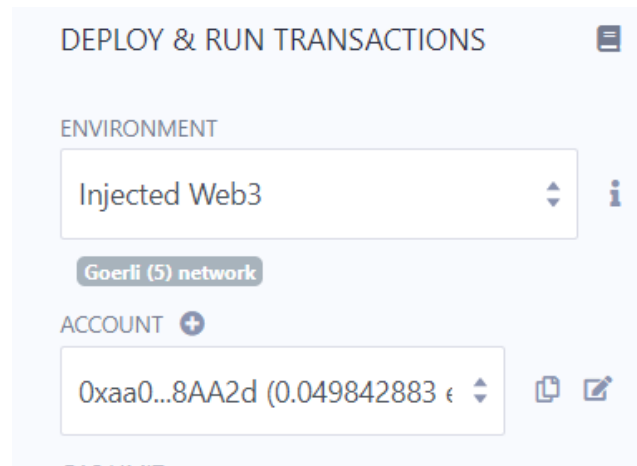 DEPLOY & RUN TRANSACTIONS
ENVIRONMENT
Injected Web3
Goerli (5) network
ACCOUNT
0xaa0...8AA2d (0.049842883 e